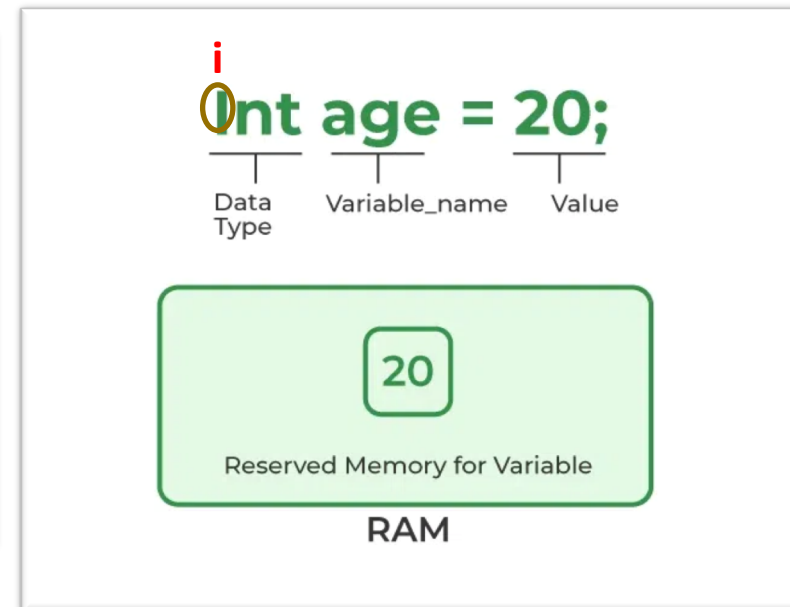 i
Int age = 20;
Data Variable_name Value
Type
20
Reserved Memory for Variable
RAM